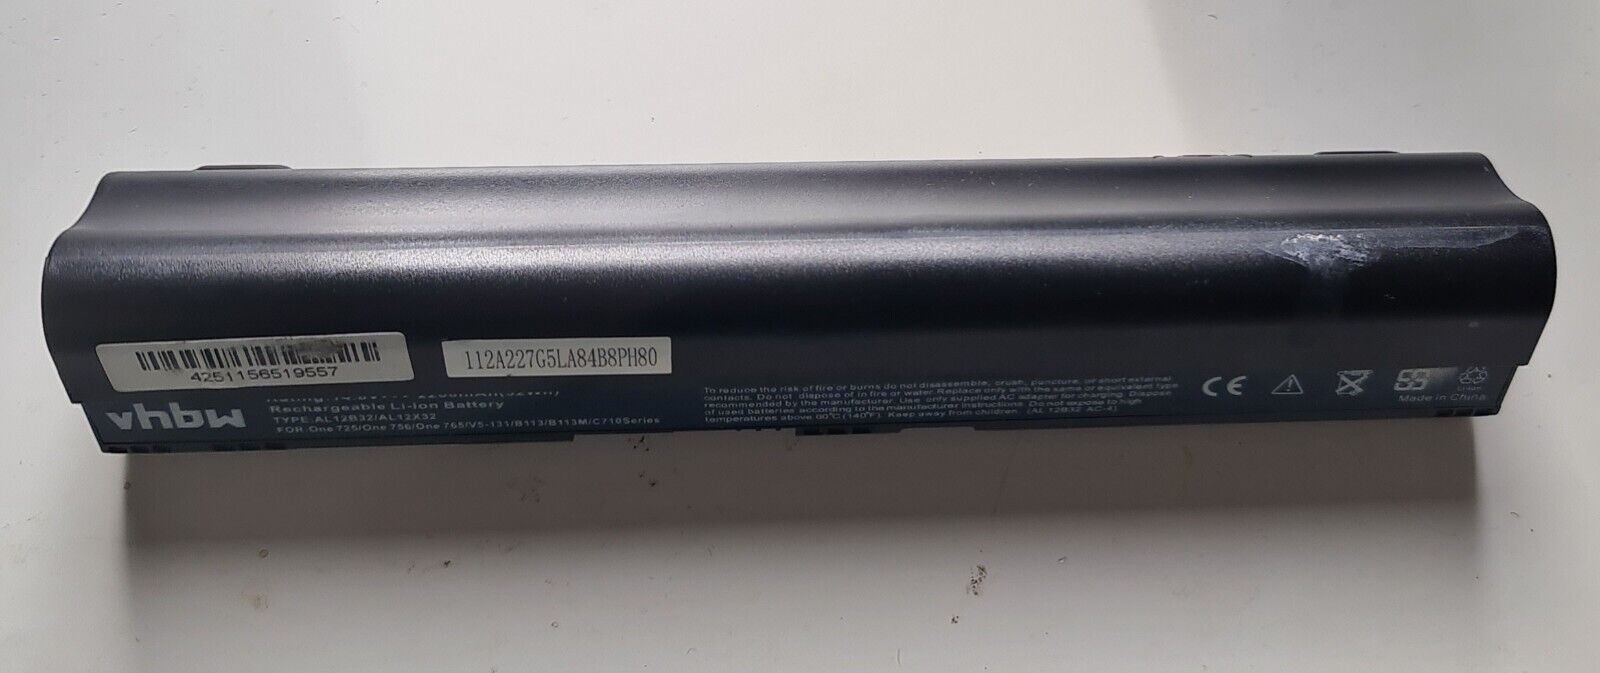 4251156519557
112A227G5LA84B8PH80
vhbw
Rechargeable Li-ion Battery
TYPE AL12B32/AL12X32
FOR: One 725/One 756/One 765/V5-131/B113/B113M/C710Series
To reduce the risk of fire or burns do not disassemble, crush, puncture, or short external
contacts. Do not dispose of in fire or water. Replace only with the same or equivalent type
recommended by the manufacturer. Use only supplied AC adapter for charging. Dispose
of used batteries according to the manufacturer Instructions. Do not expose to high
temperatures above 60°C (140°F). Keep away from children. (AL 12B32 AC-4)
CE
Li-ion
Made in China